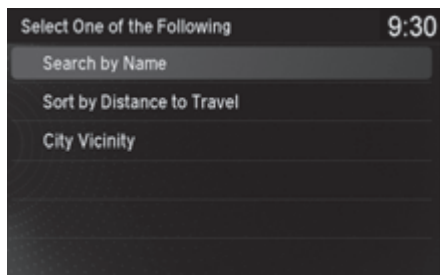 Select One of the Following 9:30
Search by Name
Sort by Distance to Travel
City Vicinity